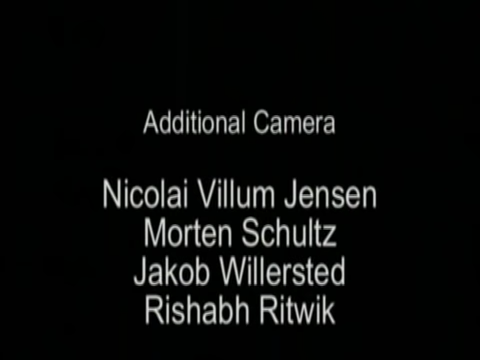 Additional Camera
Nicolai Villum Jensen
Morten Schultz
Jakob Willersted
Rishabh Ritwik